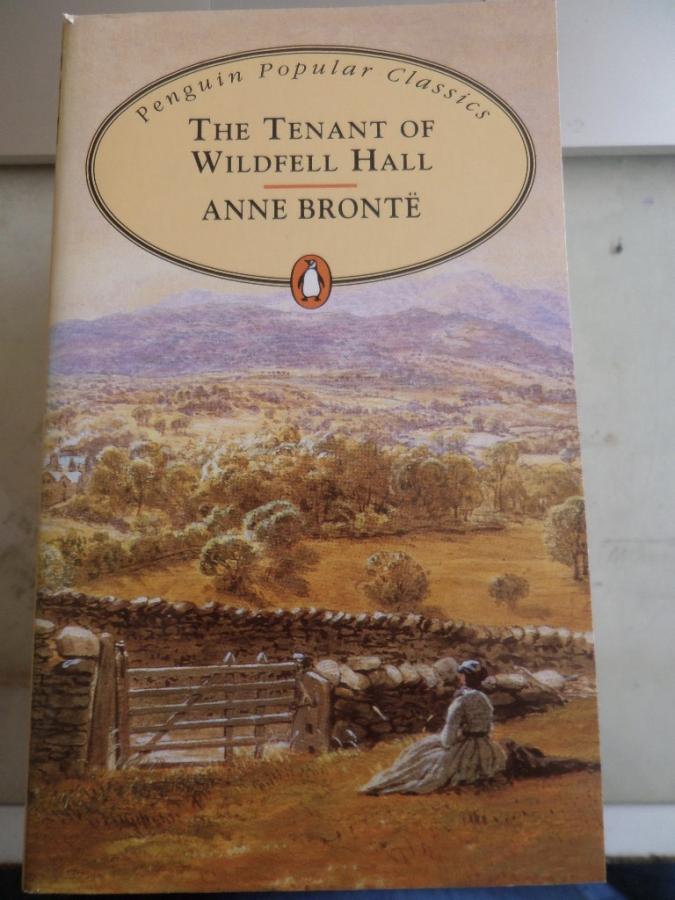 Penguin Popular Classics
THE TENANT OF
WILDFELL HALL
ANNE BRONTË